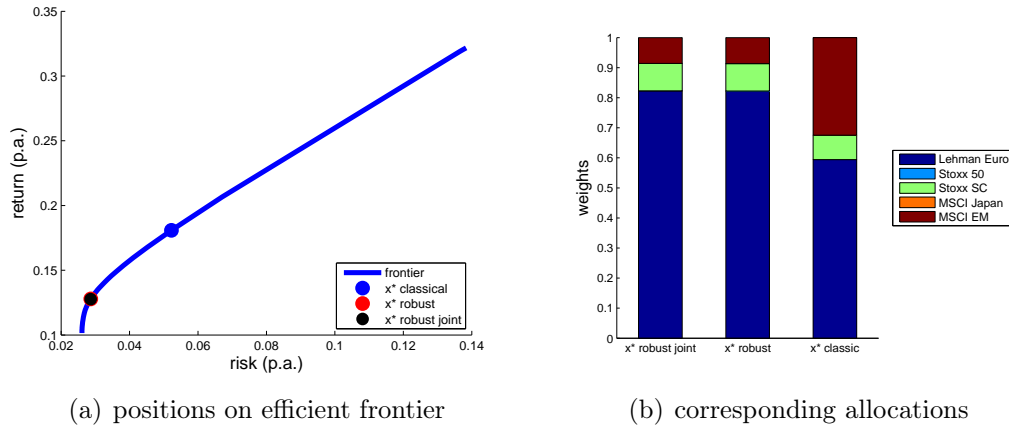 0.35
0.3
0.25
0.2
0.15
0.1
return (p.a.)
0.02 0.04 0.06 0.08 0.1 0.12 0.14
risk (p.a.)
frontier
x* classical
x* robust
x* robust joint
(a) positions on efficient frontier
1
0.9
0.8
0.7
0.6
0.5
0.4
0.3
0.2
0.1
0
weights
x* robust joint x* robust x* classic
Lehman Euro
Stoxx 50
Stoxx SC
MSCI Japan
MSCI EM
(b) corresponding allocations